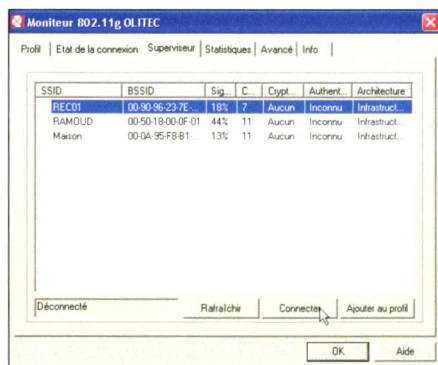 Moniteur 802.11g OLITEC
Profil Etat de la connexion Superviseur Statistiques Avancé Info
SSID BSSID Sig... C... Crypt... Authent... Architecture
REC01 00-90-96-23-7E-... 18% 7 Aucun Inconnu Infrastruct...
RAMOUD 00-50-18-00-0F-01 44% 11 Aucun Inconnu Infrastruct...
Maison 00-0A-95-F8-B1-... 13% 11 Aucun Inconnu Infrastruct...
Déconnecté Rafraîchir Connecter Ajouter au profil
OK Aide